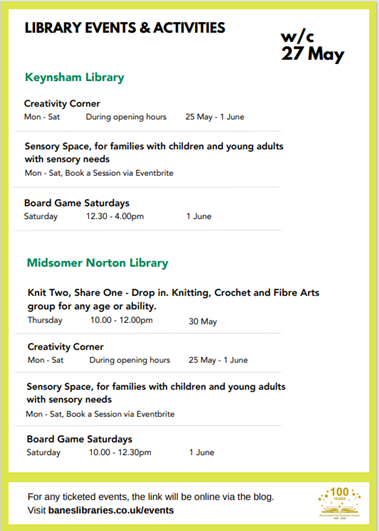 LIBRARY EVENTS & ACTIVITIES
w/c
27 May
Keynsham Library
Creativity Corner
Mon - Sat During opening hours 25 May - 1 June
Sensory Space, for families with children and young adults
with sensory needs
Mon - Sat, Book a Session via Eventbrite
Board Game Saturdays
Saturday 12.30 - 4.00pm 1 June
Midsomer Norton Library
Knit Two, Share One - Drop in. Knitting, Crochet and Fibre Arts
group for any age or ability.
Thursday 10.00 - 12.00pm 30 May
Creativity Corner
Mon - Sat During opening hours 25 May - 1 June
Sensory Space, for families with children and young adults
with sensory needs
Mon - Sat, Book a Session via Eventbrite
Board Game Saturdays
Saturday 10.00 - 12.30pm 1 June
For any ticketed events, the link will be online via the blog.
Visit baneslibraries.co.uk/events
100